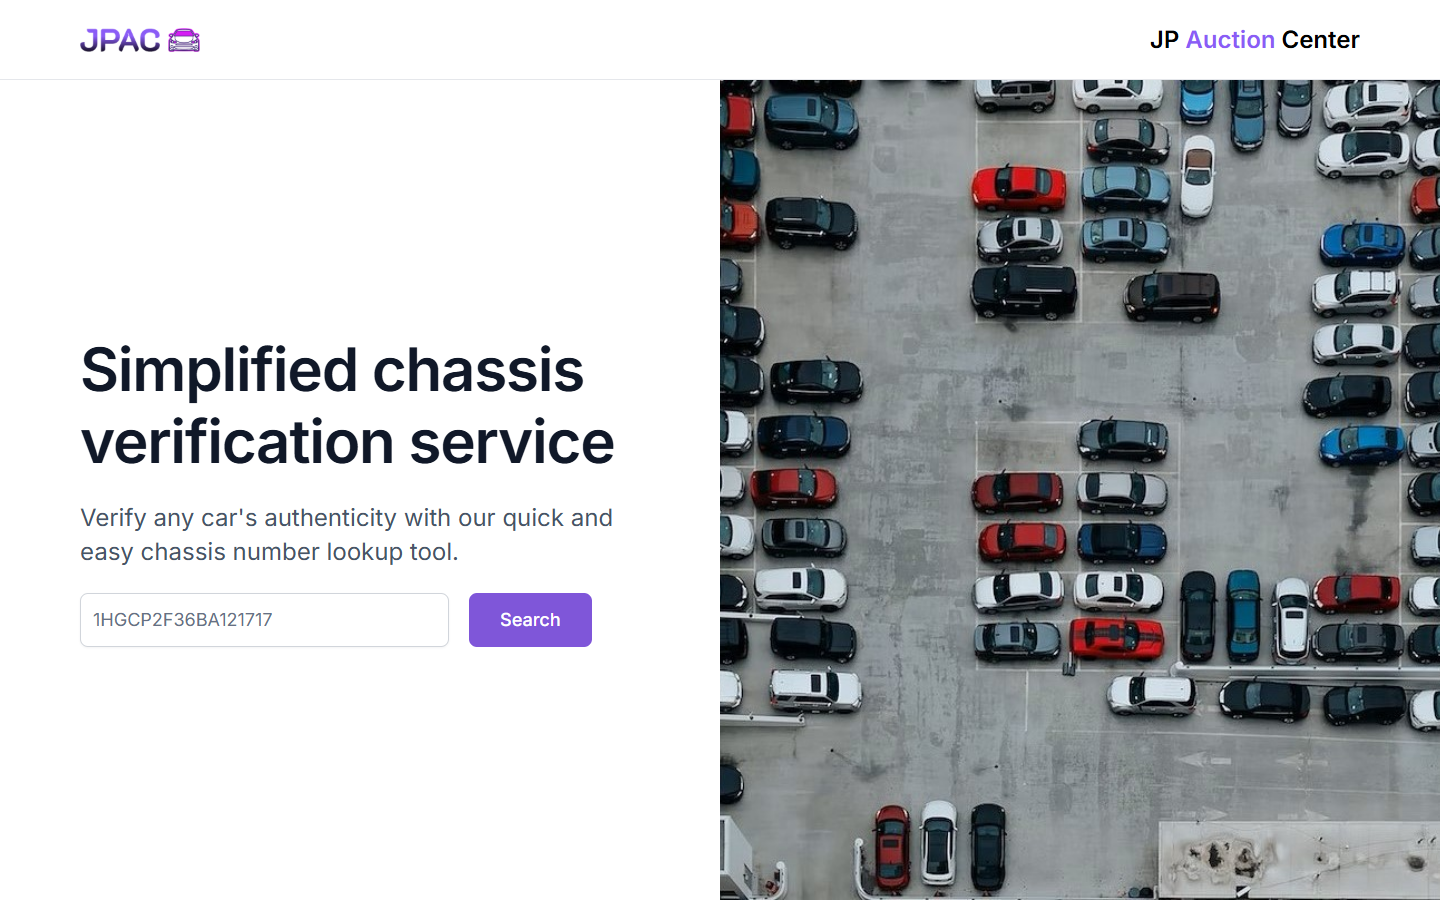 JPAC
JP Auction Center
Simplified chassis
verification service
Verify any car's authenticity with our quick and
easy chassis number lookup tool.
1HGCP2F36BA121717
Search